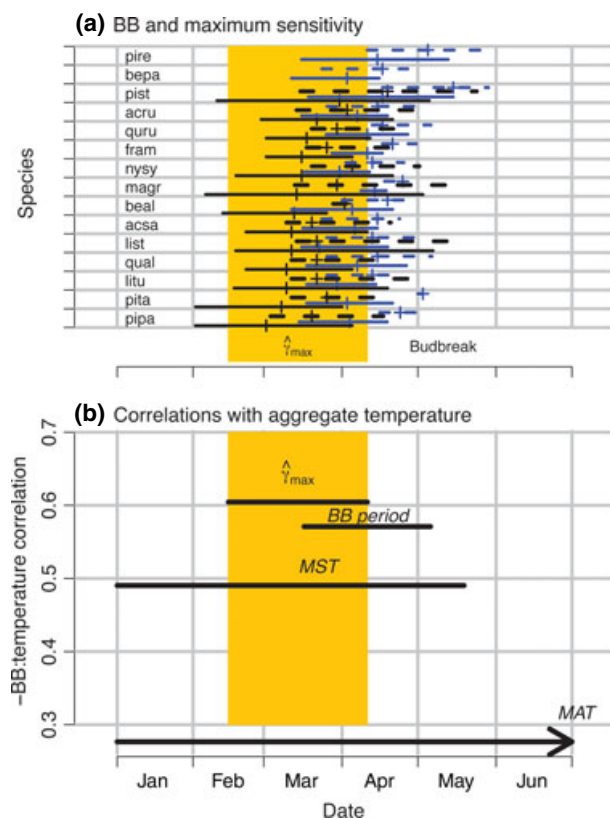 (a) BB and maximum sensitivity
Species
pire
bepa
pist
acru
quru
fram
nysy
magr
beal
acsa
list
qual
litu
pita
pipa
γ̂max
Budbreak
(b) Correlations with aggregate temperature
−BB:temperature correlation
0.7
0.6
0.5
0.4
0.3
γ̂max
BB period
MST
MAT
Jan Feb Mar Apr May Jun
Date